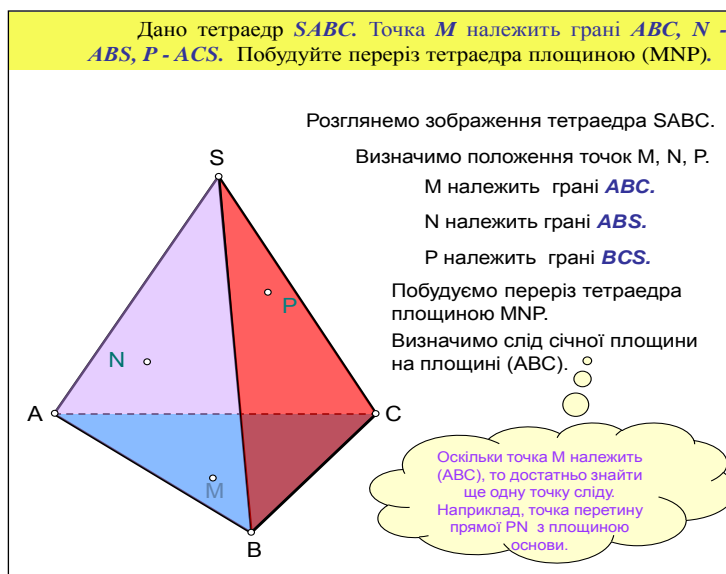 Дано тетраедр SABC. Точка M належить грані ABC, N -
ABS, P - ACS. Побудуйте переріз тетраедра площиною (MNP).
Розглянемо зображення тетраедра SABC.
Визначимо положення точок M, N, P.
M належить грані ABC.
N належить грані ABS.
P належить грані BCS.
Побудуємо переріз тетраедра
площиною MNP.
Визначимо слід січної площини
на площині (ABC).
Оскільки точка M належить
(ABC), то достатньо знайти
ще одну точку сліду.
Наприклад, точка перетину
прямої PN з площиною
основи.
S
P
N
A
C
M
B